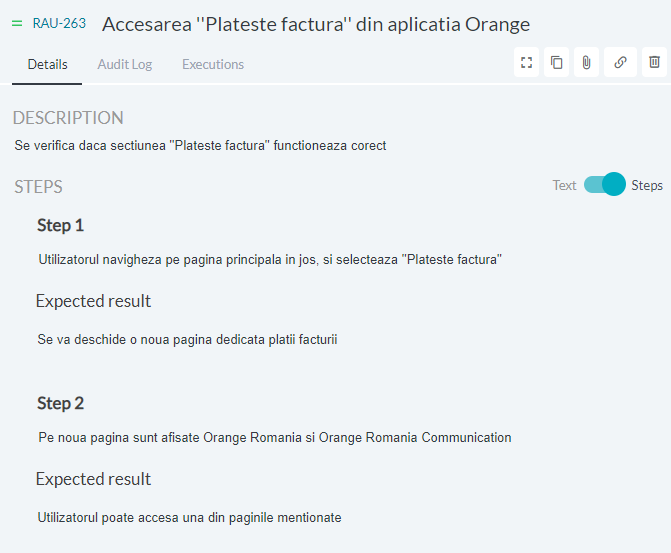 RAU-263 Accesarea ''Plateste factura'' din aplicatia Orange
Details Audit Log Executions
DESCRIPTION
Se verifica daca sectiunea "Plateste factura" functioneaza corect
STEPS Text Steps
Step 1
Utilizatorul navigheza pe pagina principala in jos, si selecteaza "Plateste factura"
Expected result
Se va deschide o noua pagina dedicata platii facturii
Step 2
Pe noua pagina sunt afisate Orange Romania si Orange Romania Communication
Expected result
Utilizatorul poate accesa una din paginile mentionate